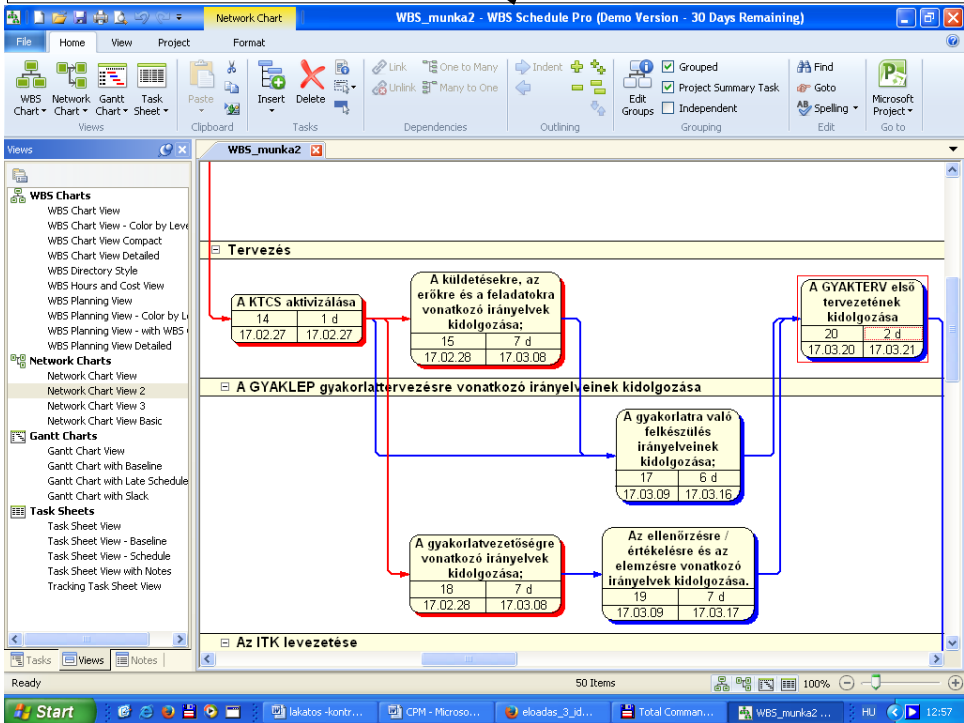 Network Chart
WBS_munka2 - WBS Schedule Pro (Demo Version - 30 Days Remaining)
File Home View Project Format
WBS Chart
Network Chart
Gantt Chart
Task Sheet
Views
Paste
Clipboard
Insert
Delete
Tasks
Link
One to Many
Unlink
Many to One
Dependencies
Indent
Outlining
Edit Groups
Grouped
Project Summary Task
Independent
Grouping
Find
Goto
Spelling
Edit
Microsoft Project
Go to
Views
WBS_munka2
WBS Charts
WBS Chart View
WBS Chart View - Color by Leve
WBS Chart View Compact
WBS Chart View Detailed
WBS Directory Style
WBS Hours and Cost View
WBS Planning View
WBS Planning View - Color by L
WBS Planning View - with WBS
WBS Planning View Detailed
Network Charts
Network Chart View
Network Chart View 2
Network Chart View 3
Network Chart View Basic
Gantt Charts
Gantt Chart View
Gantt Chart with Baseline
Gantt Chart with Late Schedule
Gantt Chart with Slack
Task Sheets
Task Sheet View
Task Sheet View - Baseline
Task Sheet View - Schedule
Task Sheet View with Notes
Tracking Task Sheet View
Tasks Views Notes
Tervezés
A KTCS aktivizálása
14 1 d
17.02.27 17.02.27
A küldetésekre, az
erőkre és a feladatokra
vonatkozó irányelvek
kidolgozása;
15 7 d
17.02.28 17.03.08
A GYAKTERV első
tervezetének
kidolgozása
20 2 d
17.03.20 17.03.21
A GYAKLEP gyakorlattervezésre vonatkozó irányelveinek kidolgozása
A gyakorlatra való
felkészülés
irányelveinek
kidolgozása;
17 6 d
17.03.09 17.03.16
A gyakorlatvezetőségre
vonatkozó irányelvek
kidolgozása;
18 7 d
17.02.28 17.03.08
Az ellenőrzésre /
értékelésre és az
elemzésre vonatkozó
irányelvek kidolgozása.
19 7 d
17.03.09 17.03.17
Az ITK levezetése
Ready
50 Items
100%
Start
lakatos -kontr...
CPM - Microso...
eloadas_3_id...
Total Comman...
WBS_munka2 ...
HU
12:57